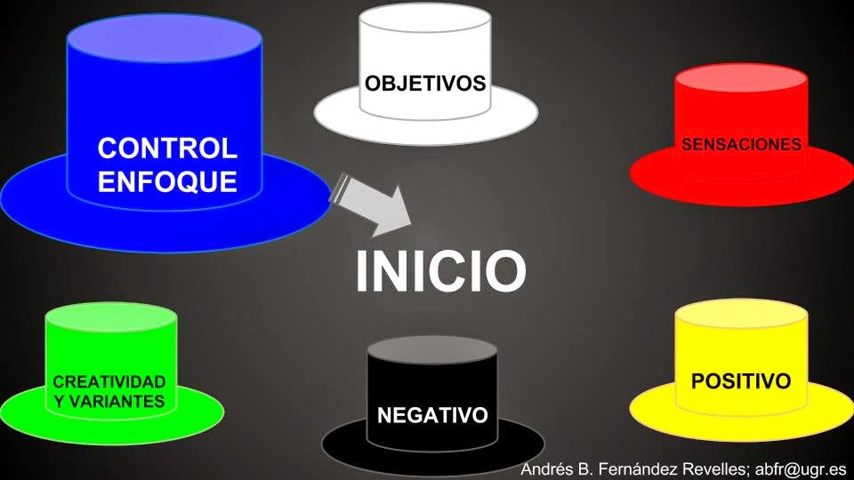 OBJETIVOS
CONTROL
ENFOQUE
SENSACIONES
INICIO
CREATIVIDAD
Y VARIANTES
NEGATIVO
POSITIVO
Andrés B. Fernández Revelles; abfr@ugr.es